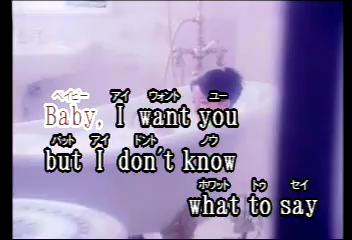 ベイビー アイ ウォント ユー
Baby, I want you
バット アイ ドント ノウ
but I don't know
ホワット トゥ セイ
what to say